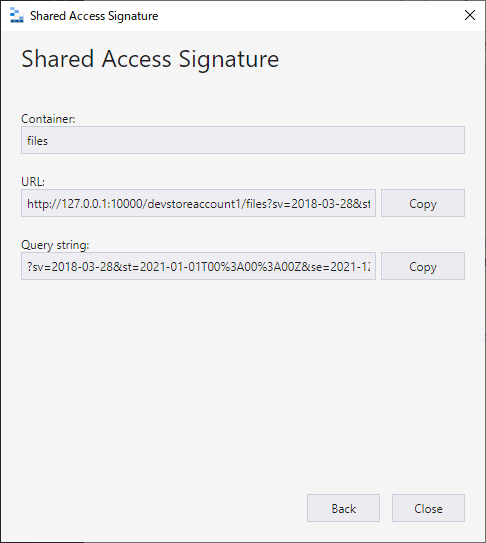 Shared Access Signature
Shared Access Signature
Container:
files
URL:
http://127.0.0.1:10000/devstoreaccount1/files?sv=2018-03-28&st
Copy
Query string:
?sv=2018-03-28&st=2021-01-01T00%3A00%3A00Z&se=2021-12
Copy
Back
Close